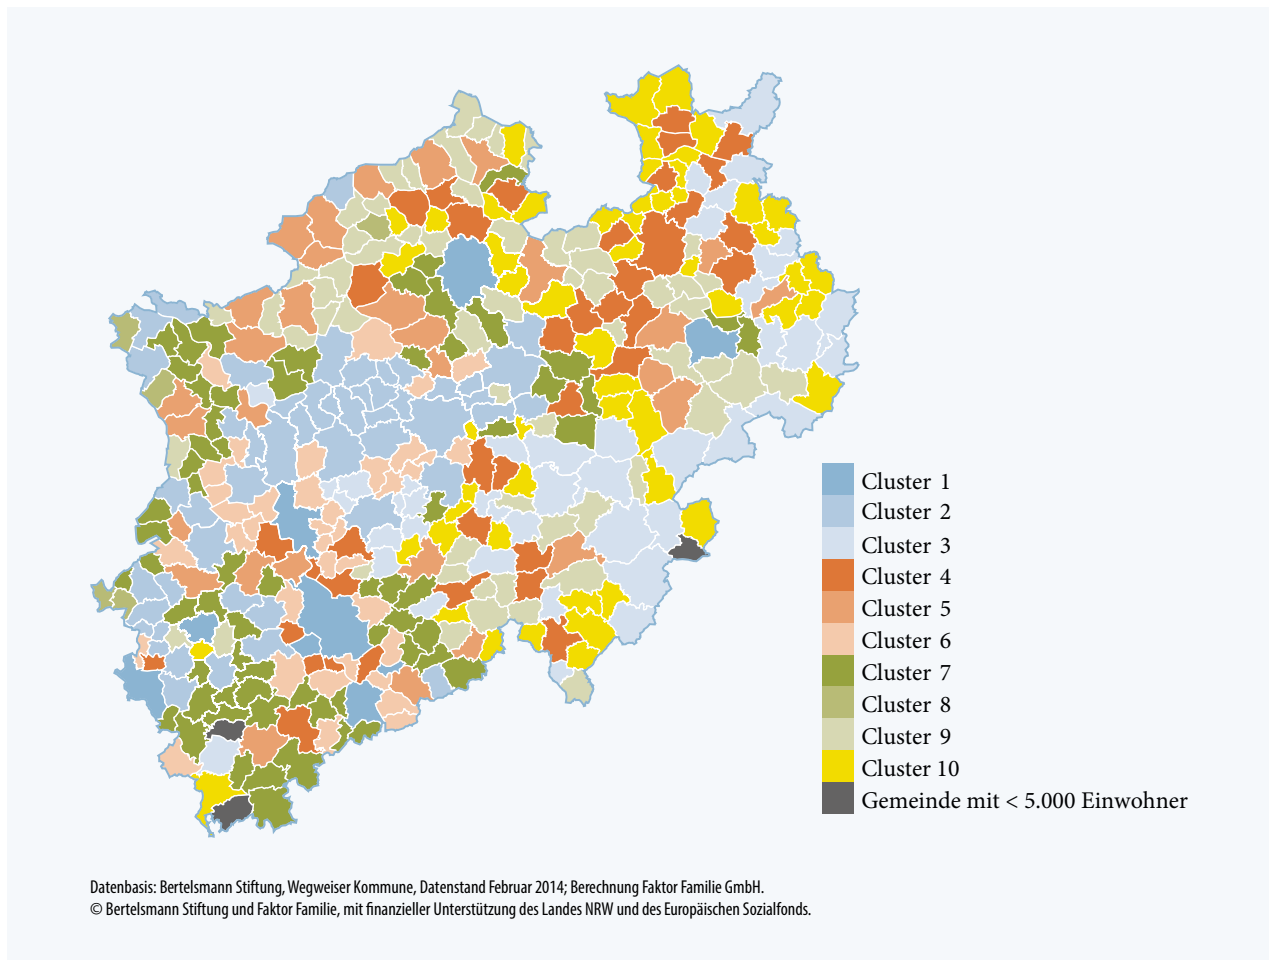 Cluster 1
Cluster 2
Cluster 3
Cluster 4
Cluster 5
Cluster 6
Cluster 7
Cluster 8
Cluster 9
Cluster 10
Gemeinde mit < 5.000 Einwohner
Datenbasis: Bertelsmann Stiftung, Wegweiser Kommune, Datenstand Februar 2014; Berechnung Faktor Familie GmbH.
© Bertelsmann Stiftung und Faktor Familie, mit finanzieller Unterstützung des Landes NRW und des Europäischen Sozialfonds.